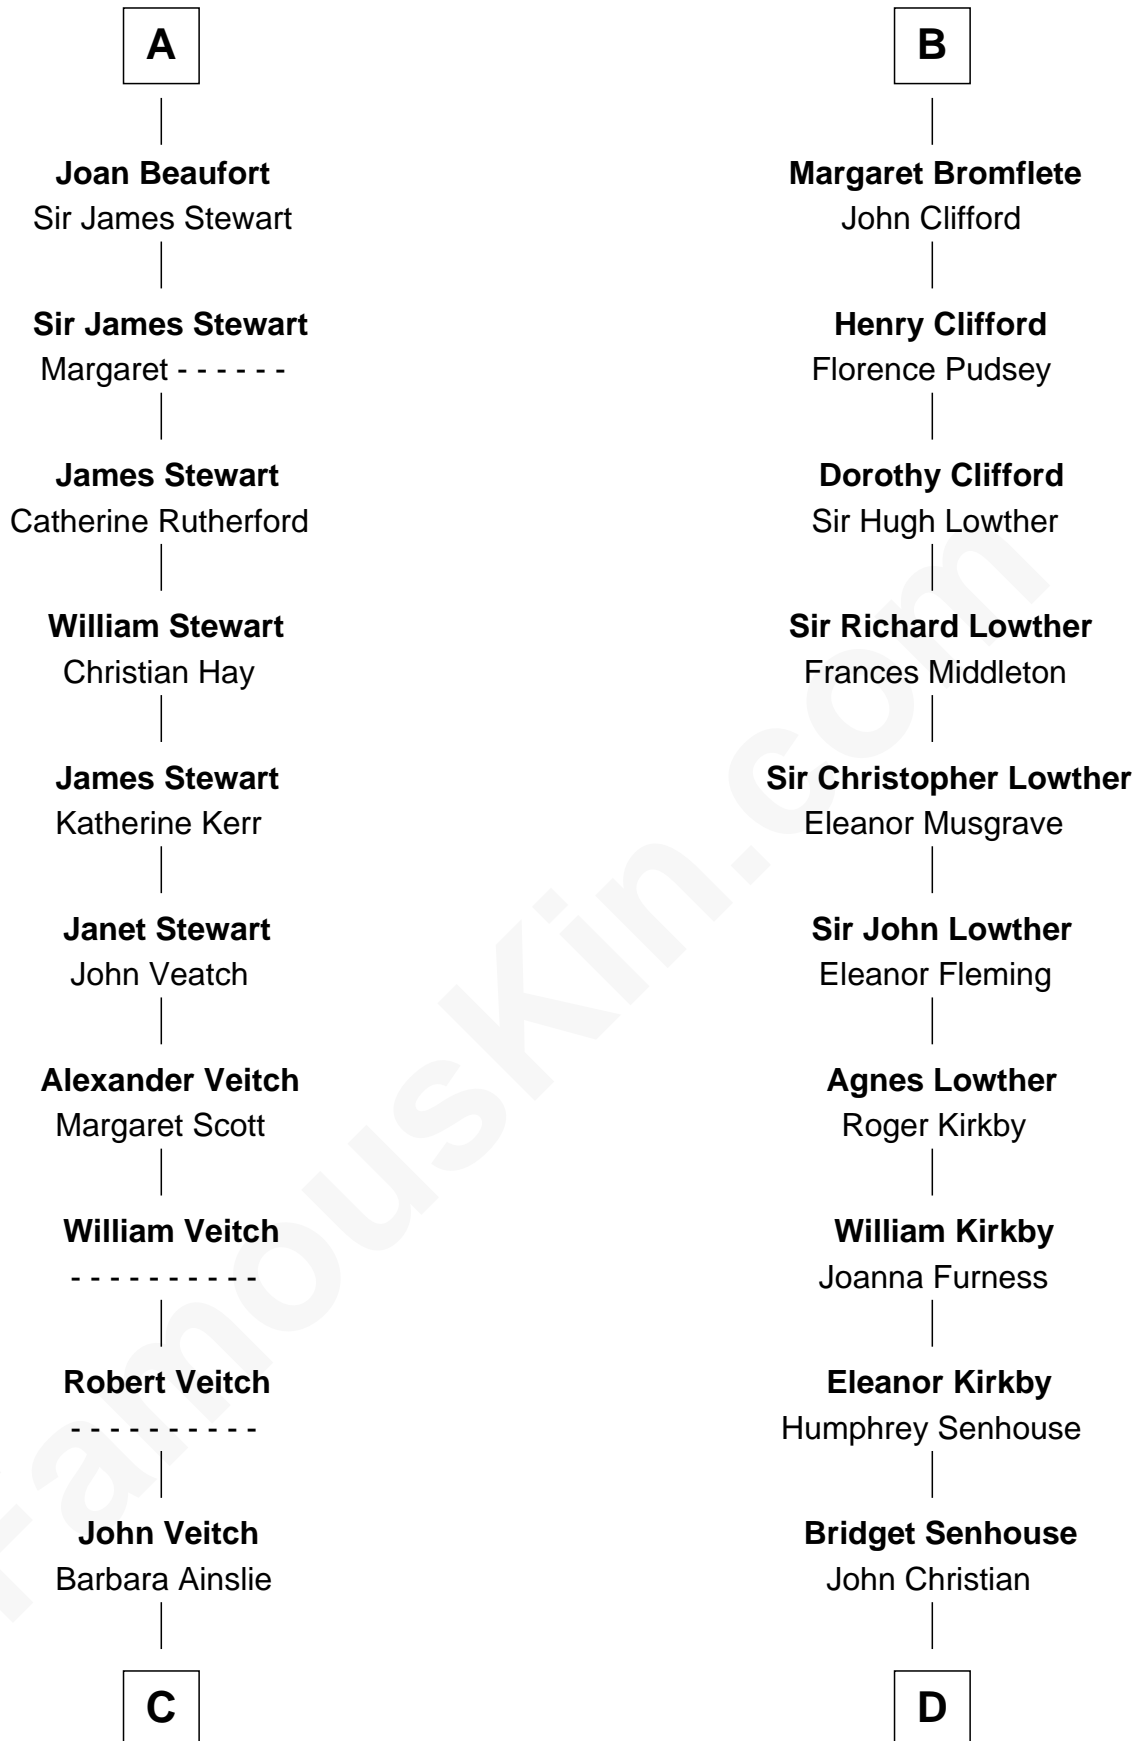 A
Joan Beaufort
Sir James Stewart
Sir James Stewart
Margaret - - - - - -
James Stewart
Catherine Rutherford
William Stewart
Christian Hay
James Stewart
Katherine Kerr
Janet Stewart
John Veatch
Alexander Veitch
Margaret Scott
William Veitch
- - - - - - - - - -
Robert Veitch
- - - - - - - - - -
John Veitch
Barbara Ainslie
C
B
Margaret Bromflete
John Clifford
Henry Clifford
Florence Pudsey
Dorothy Clifford
Sir Hugh Lowther
Sir Richard Lowther
Frances Middleton
Sir Christopher Lowther
Eleanor Musgrave
Sir John Lowther
Eleanor Fleming
Agnes Lowther
Roger Kirkby
William Kirkby
Joanna Furness
Eleanor Kirkby
Humphrey Senhouse
Bridget Senhouse
John Christian
D
FamousKin.com